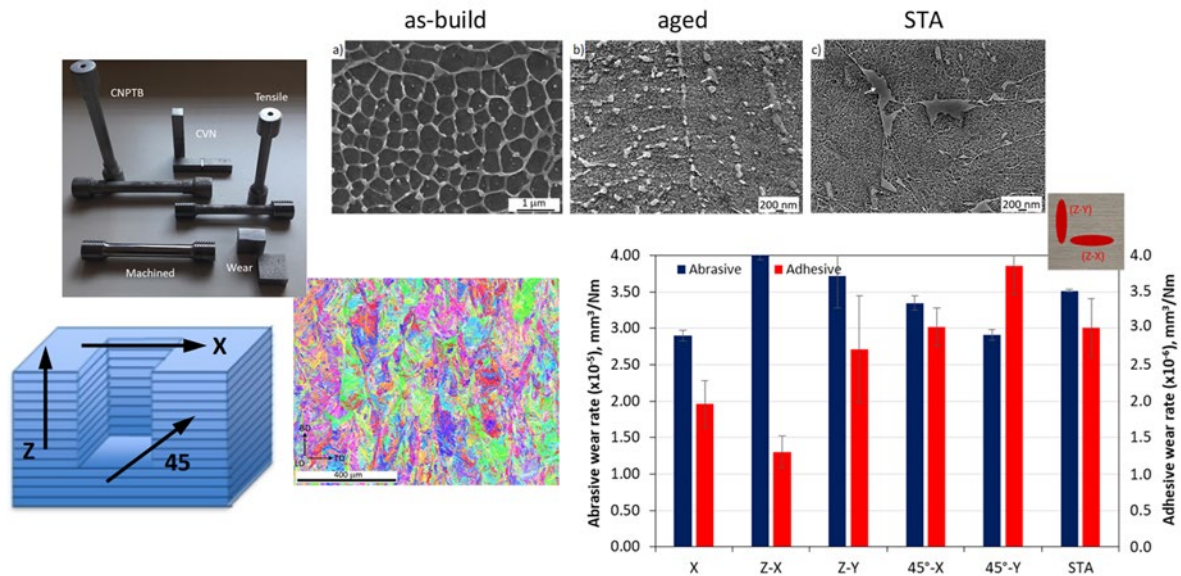 as-build
aged
STA
a)
b)
c)
1 µm
200 nm
200 nm
CNPTB
Tensile
CVN
Wear
Machined
(Z-Y)
(Z-X)
X
Z
45
BD
TD
400 µm
Abrasive
Adhesive
Abrasive wear rate (x10⁻⁵), mm³/Nm
4.00
3.50
3.00
2.50
2.00
1.50
1.00
0.50
0.00
4.0
3.5
3.0
2.5
2.0
1.5
1.0
0.5
0.0
Adhesive wear rate (x10⁻⁶), mm³/Nm
X Z-X Z-Y 45°-X 45°-Y STA